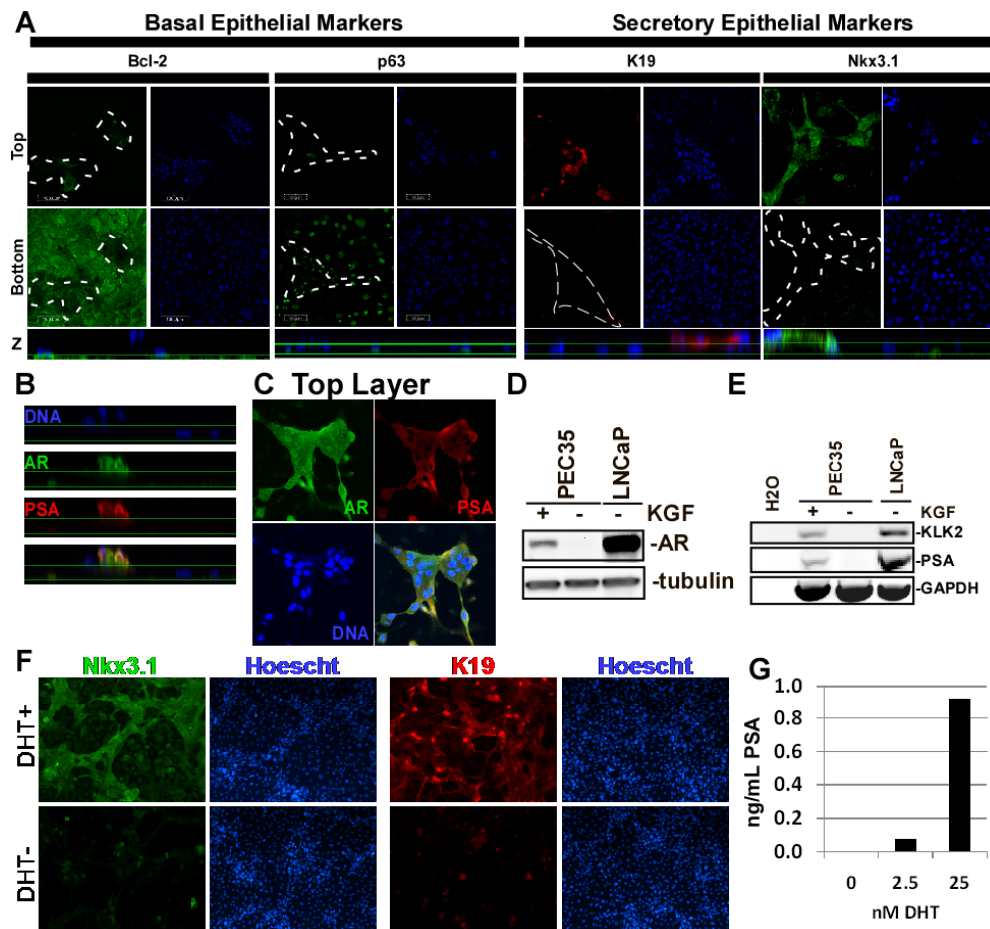 A
Basal Epithelial Markers
Secretory Epithelial Markers
Bcl-2
p63
K19
Nkx3.1
Top
Bottom
Z
B
DNA
AR
PSA
C
Top Layer
AR
PSA
DNA
D
PEC35
LNCaP
+
-
-
KGF
-AR
-tubulin
E
H2O
PEC35
LNCaP
+
-
-
KGF
-KLK2
-PSA
-GAPDH
F
Nkx3.1
Hoescht
K19
Hoescht
DHT+
DHT-
G
ng/mL PSA
1.0
0.8
0.6
0.4
0.2
0.0
0
2.5
25
nM DHT